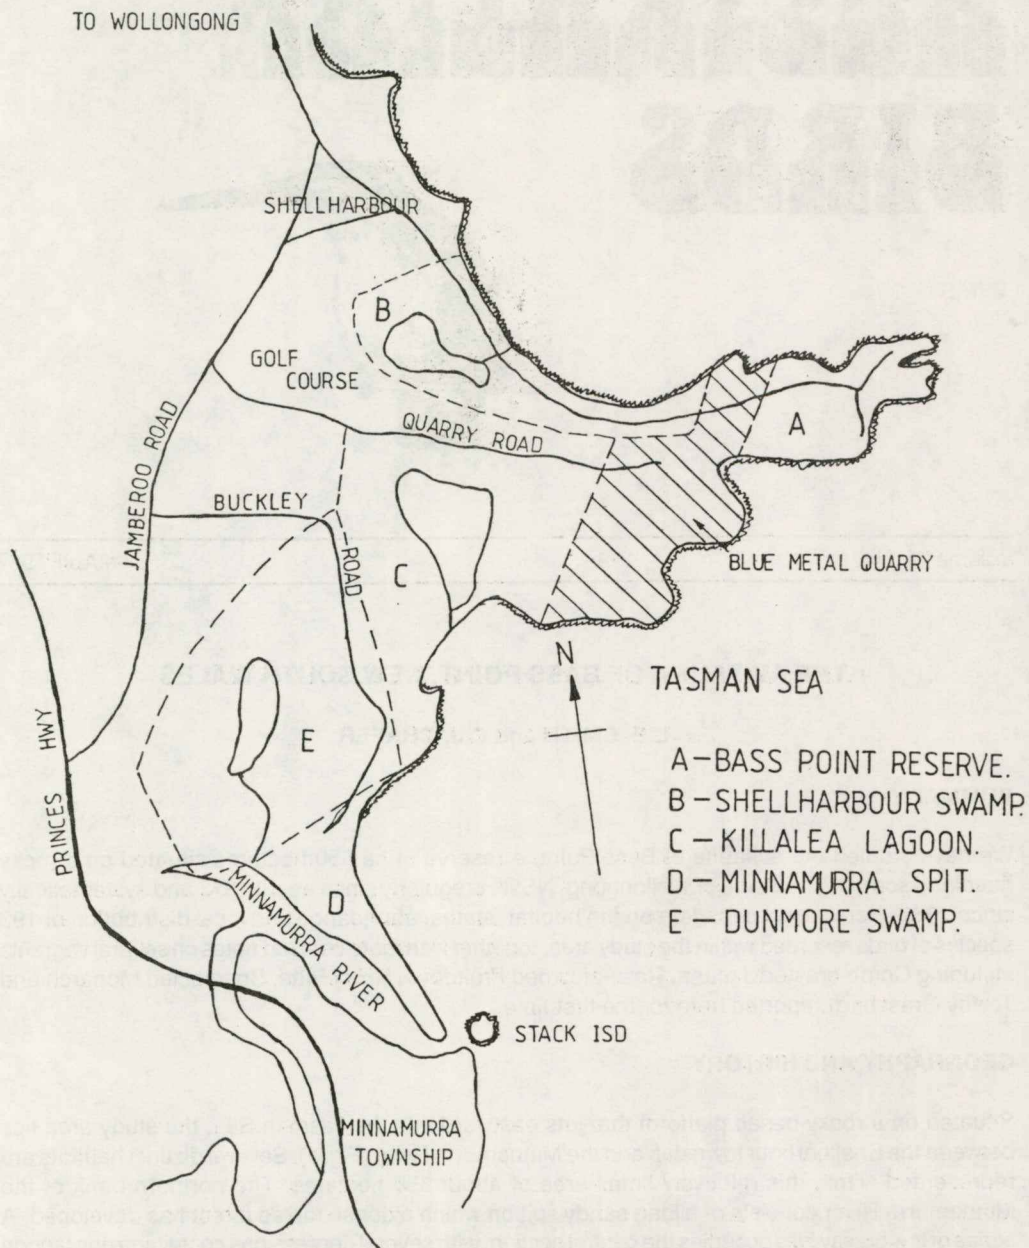 TO WOLLONGONG
SHELLHARBOUR
B
GOLF
COURSE
A
QUARRY ROAD
JAMBEROO ROAD
BUCKLEY
ROAD
C
BLUE METAL QUARRY
N
TASMAN SEA
E
PRINCES HWY
A-BASS POINT RESERVE.
B-SHELLHARBOUR SWAMP.
C-KILLALEA LAGOON.
D-MINNAMURRA SPIT.
E DUNMORE SWAMP.
D
MINNAMURRA RIVER
STACK ISD
MINNAMURRA
TOWNSHIP